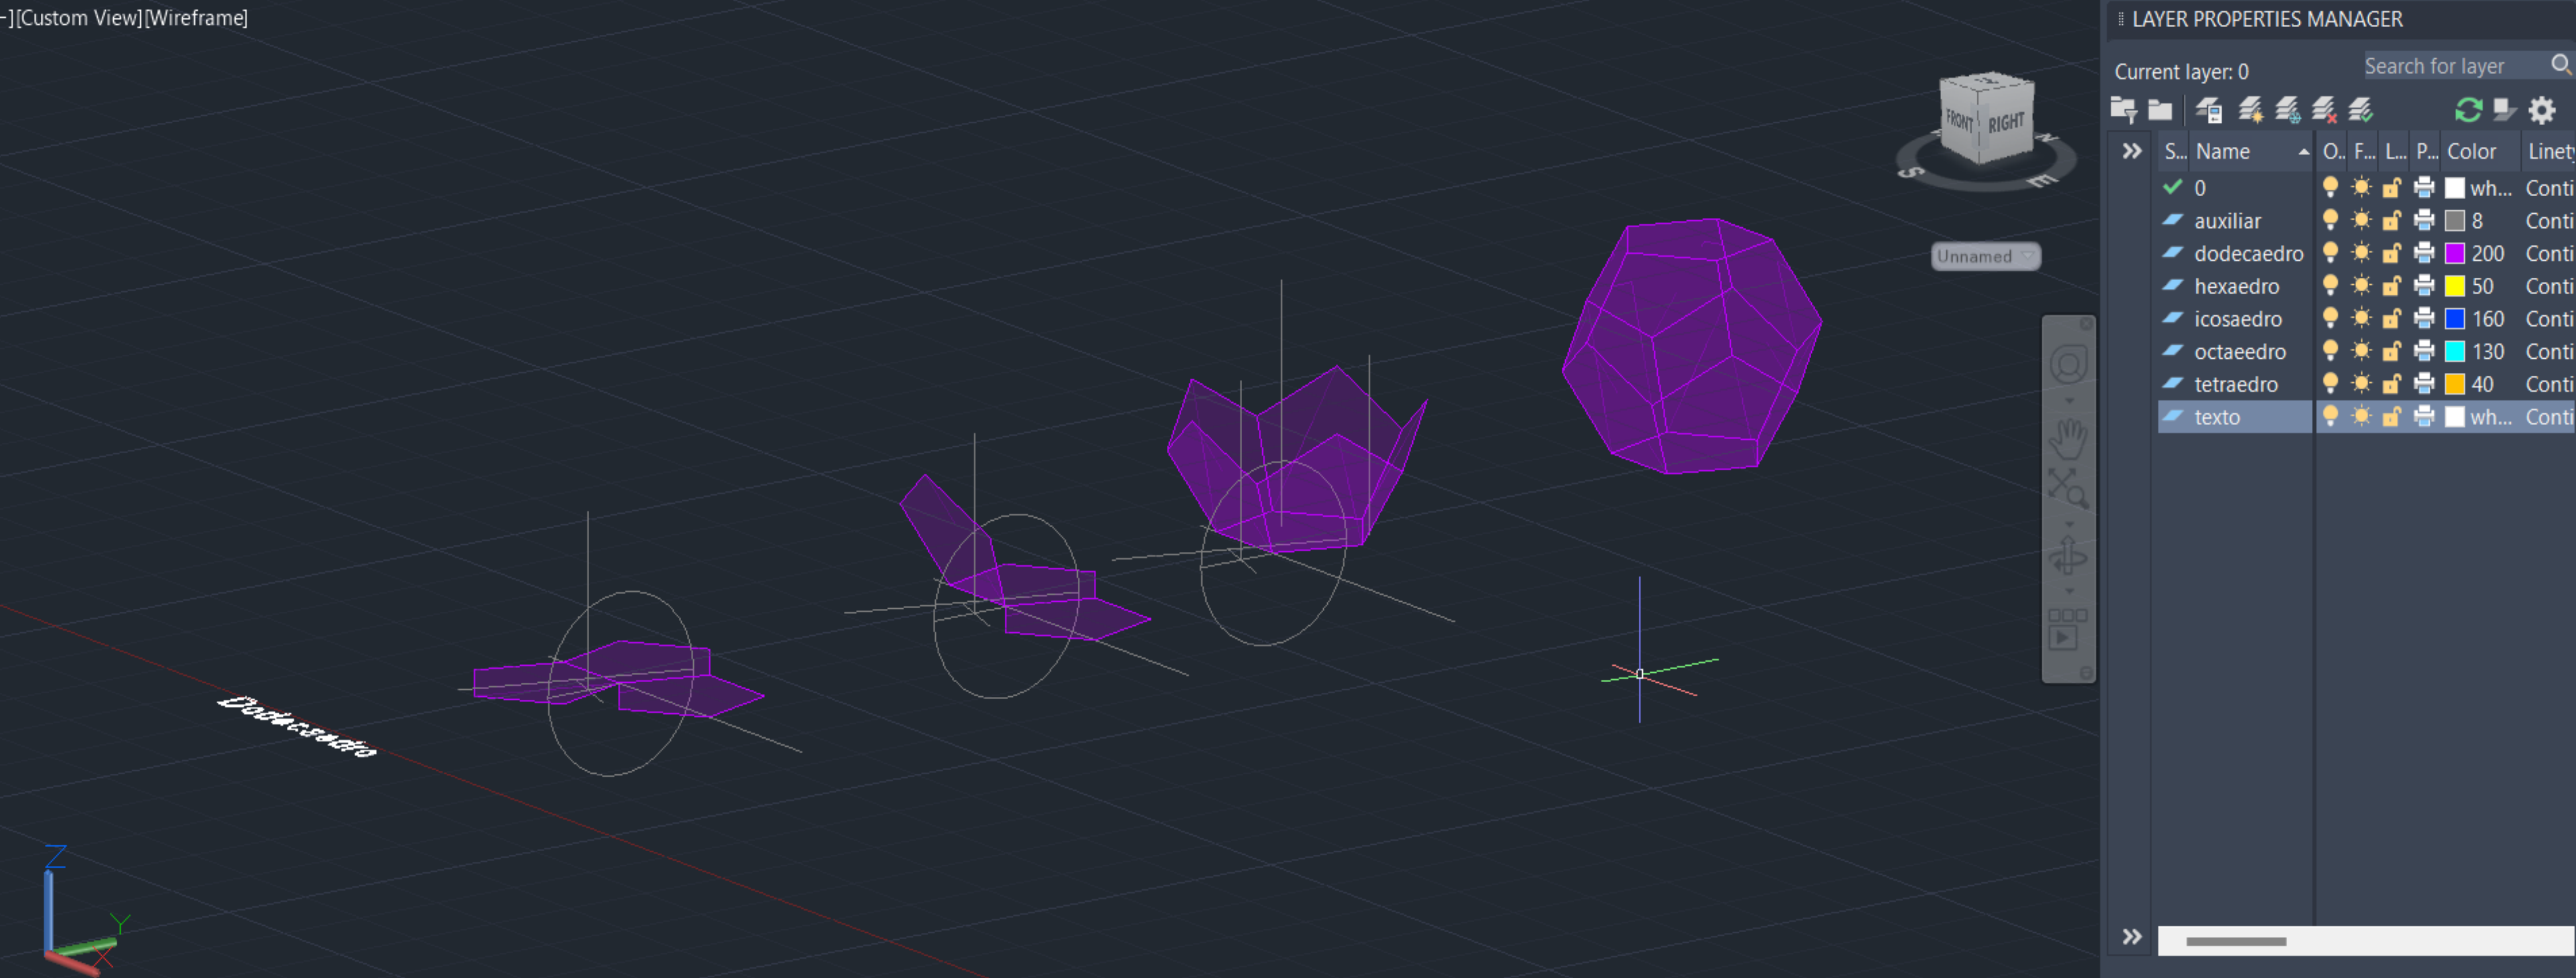 -][Custom View][Wireframe]
Dodecaedro
Z
Y
X
FRONT
RIGHT
S
E
N
Unnamed
LAYER PROPERTIES MANAGER
Current layer: 0
Search for layer
S... Name O.. F... L... P... Color Linety
0 wh... Conti
auxiliar 8 Conti
dodecaedro 200 Conti
hexaedro 50 Conti
icosaedro 160 Conti
octaeedro 130 Conti
tetraedro 40 Conti
texto wh... Conti